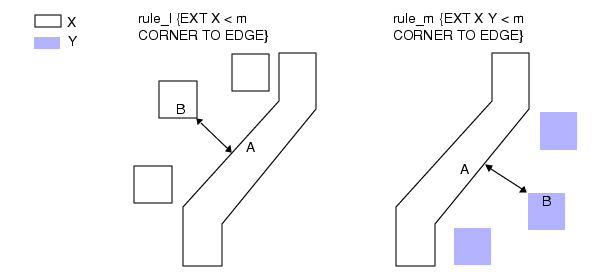 X
Y
rule_l {EXT X < m
CORNER TO EDGE}
B
A
rule_m {EXT X Y < m
CORNER TO EDGE}
A
B